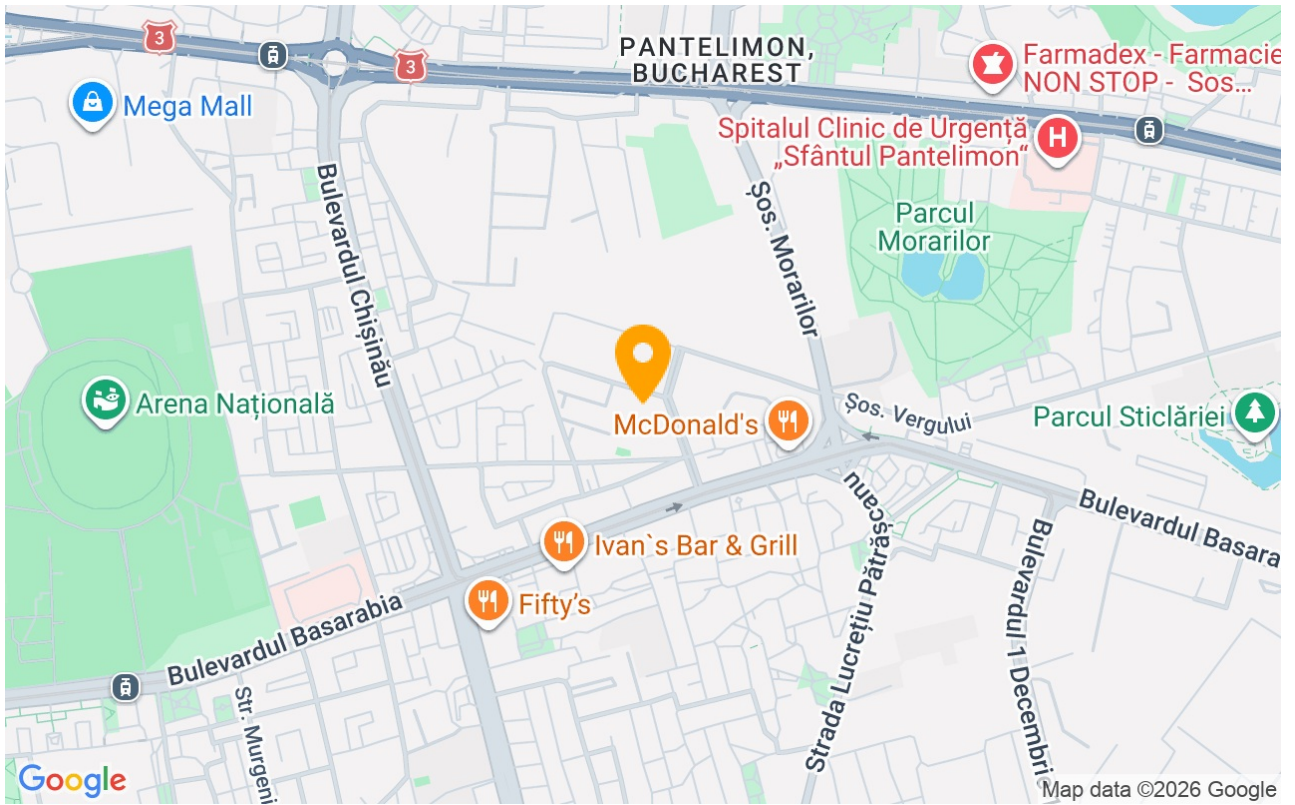 3
3
PANTELIMON,
BUCHAREST
Farmadex - Farmacie
NON STOP - Sos...
Mega Mall
Spitalul Clinic de Urgență
„Sfântul Pantelimon“
H
Bulevardul Chișinău
Șos. Morarilor
Parcul
Morarilor
Arena Națională
McDonald's
Șos. Vergului
Parcul Sticlăriei
Ivan`s Bar & Grill
Bulevardul Basara
Fifty’s
Bulevardul Basarabia
Strada Lucrețiu Pătrășcanu
Bulevardul 1 Decembri
Str. Murgeni
Google
Map data ©2026 Google